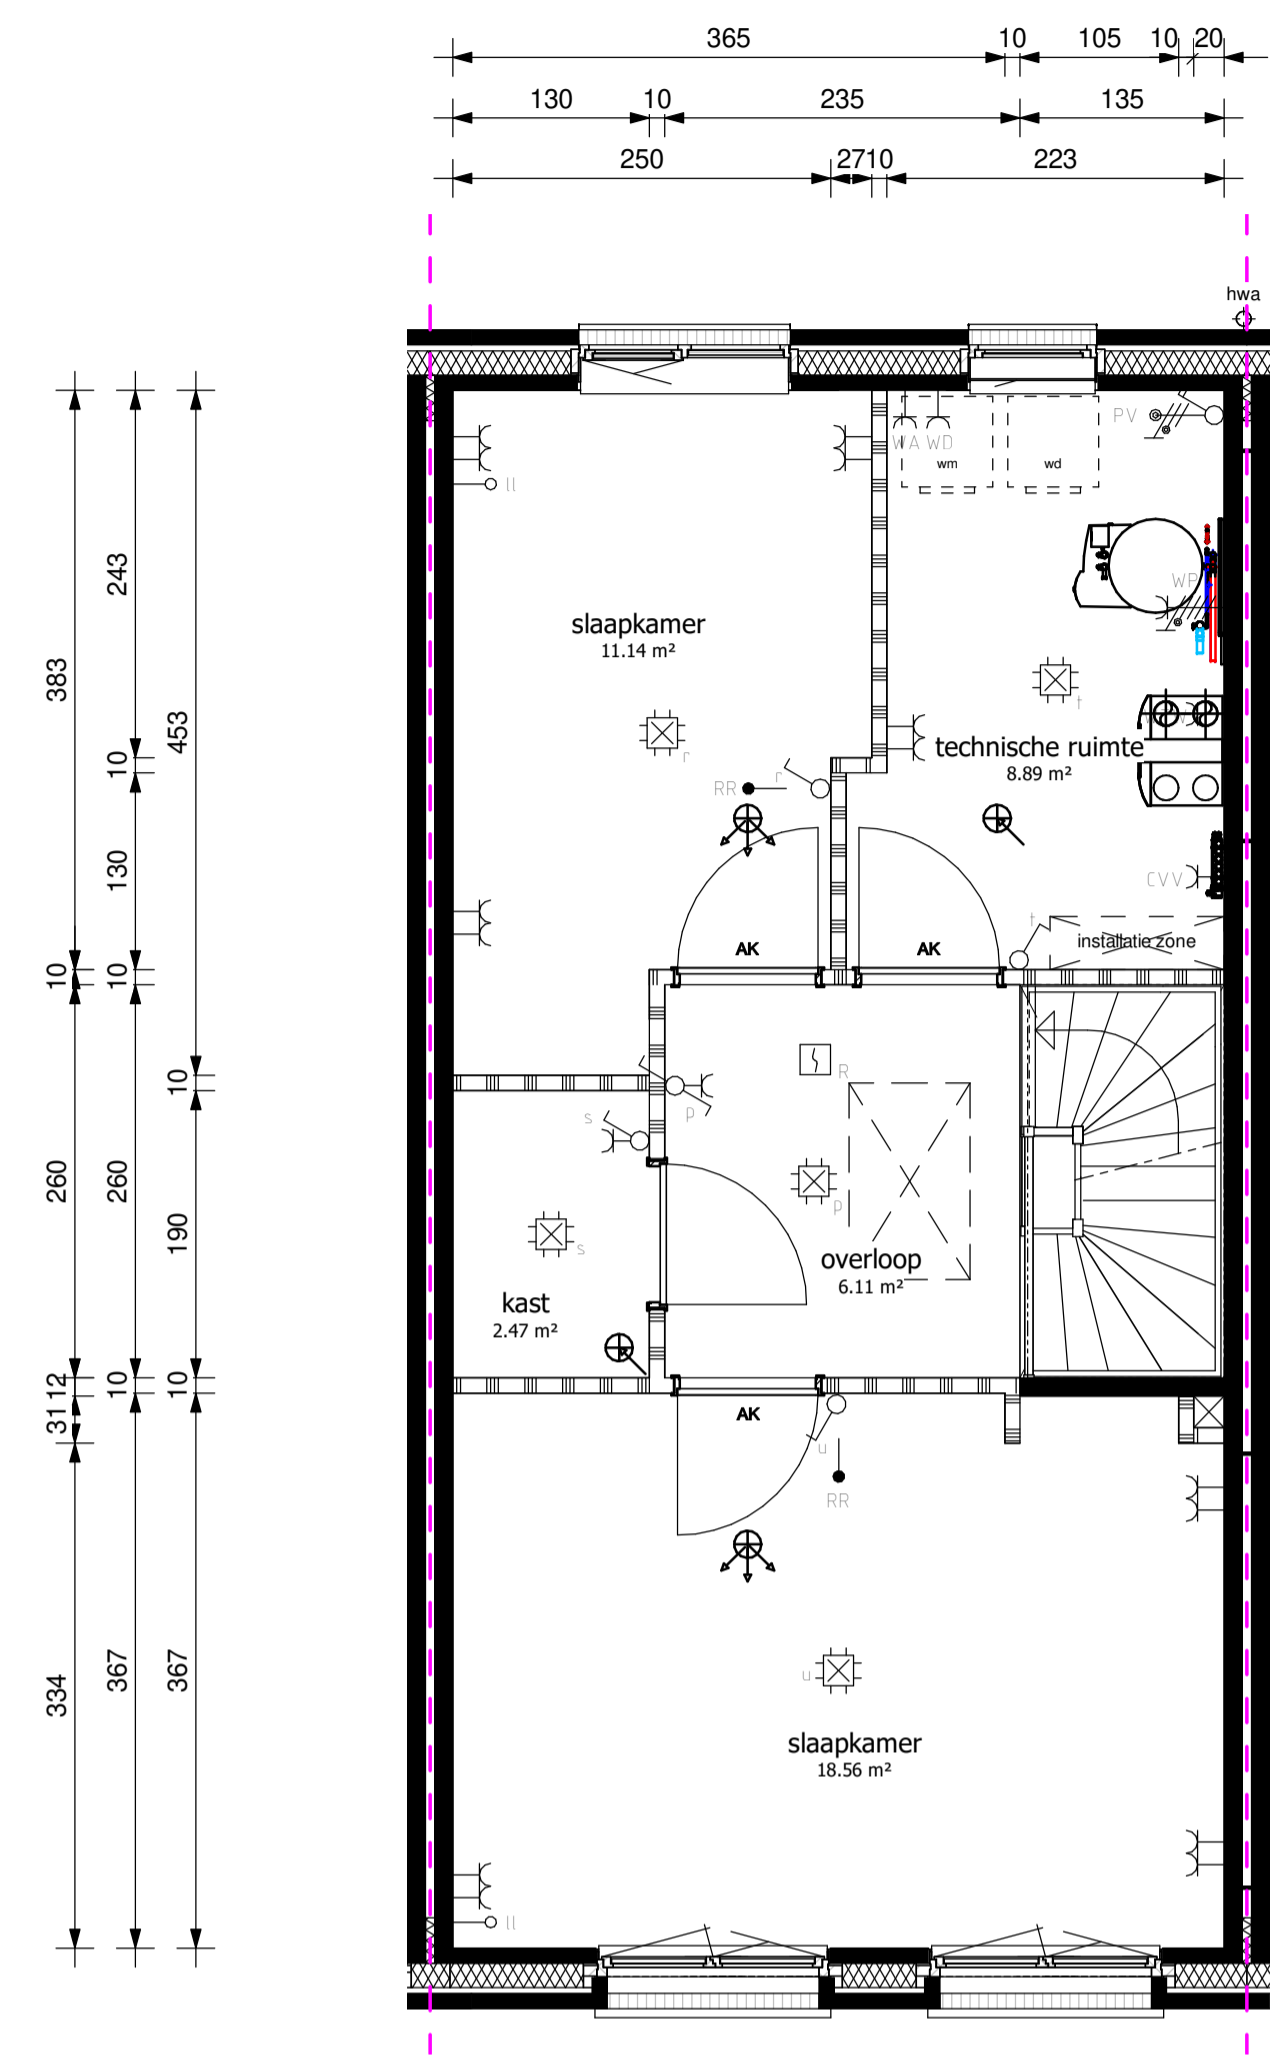 365 10 105 10 20
130 10 235 135
250 27 10 223
hwa
PV
WA WD
wm wd
ll
243
WP
slaapkamer
11.14 m²
383
453
t
technische ruimte
8.89 m²
r
10
RR r
130
CVV
t
AK AK
installatie zone
10 10
R
10
s p
260 260
190
p
s
overloop
6.11 m²
kast
2.47 m²
12 10 10
31
AK
u
RR
334 367 367
u
slaapkamer
18.56 m²
ll